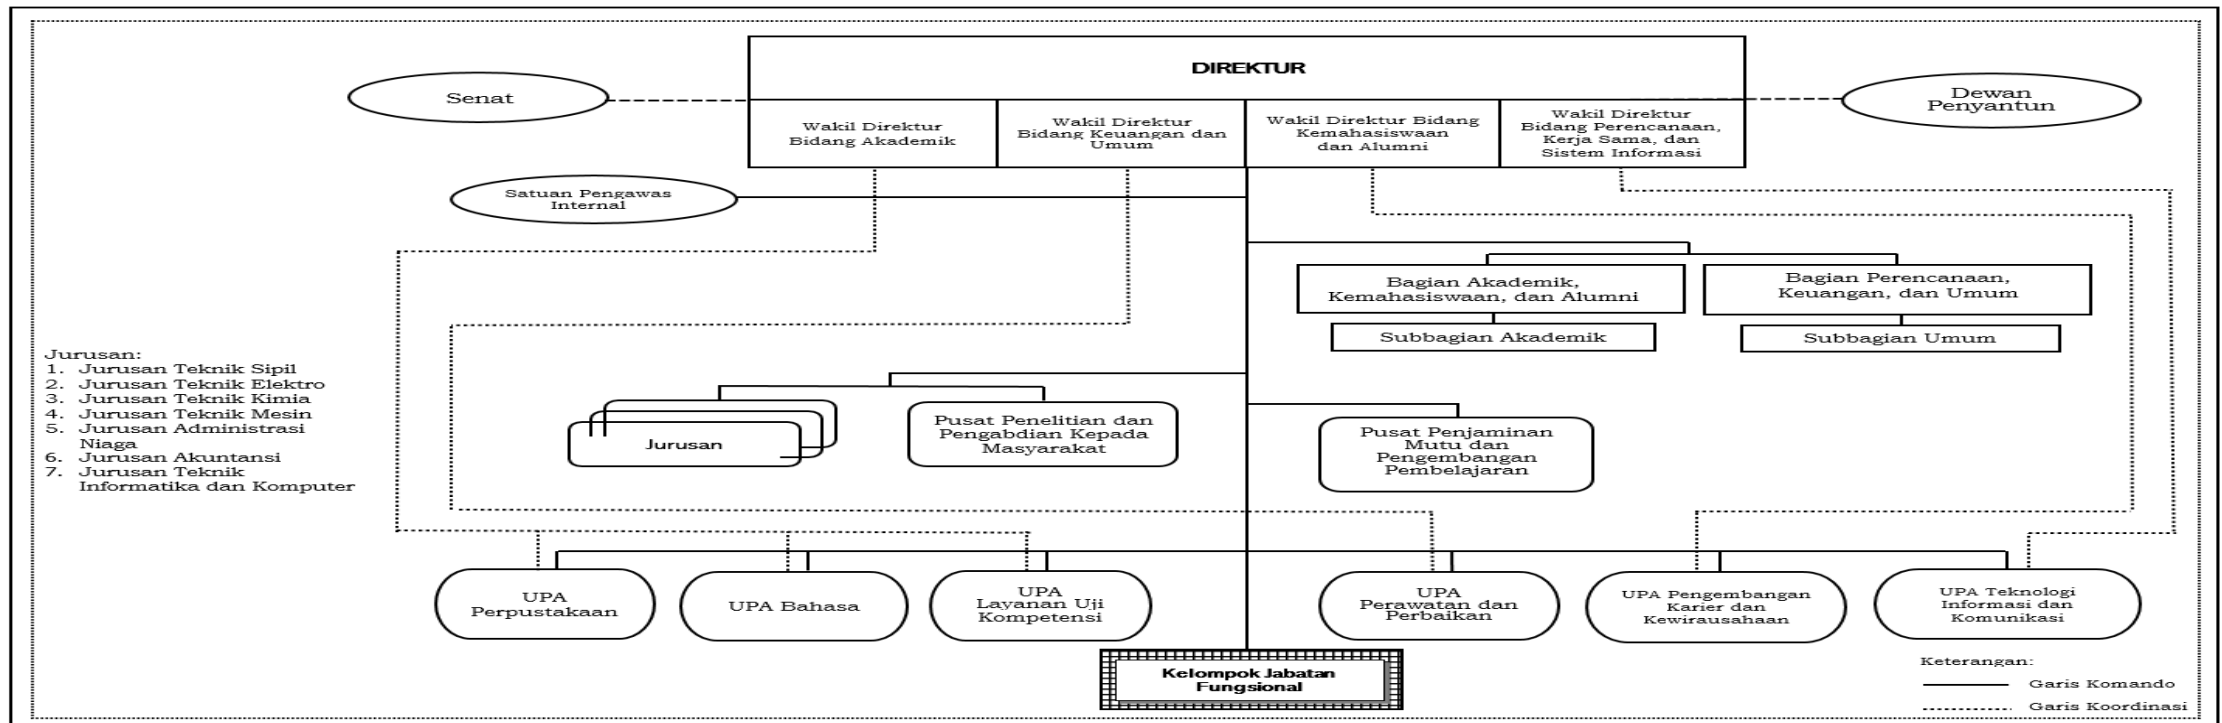 DIREKTUR
Senat
Dewan
Penyantun
Wakil Direktur
Bidang Akademik
Wakil Direktur
Bidang Keuangan dan
Umum
Wakil Direktur Bidang
Kemahasiswaan
dan Alumni
Wakil Direktur
Bidang Perencanaan,
Kerja Sama, dan
Sistem Informasi
Satuan Pengawas
Internal
Bagian Akademik,
Kemahasiswaan, dan Alumni
Bagian Perencanaan,
Keuangan, dan Umum
Subbagian Akademik
Subbagian Umum
Jurusan:
1. Jurusan Teknik Sipil
2. Jurusan Teknik Elektro
3. Jurusan Teknik Kimia
4. Jurusan Teknik Mesin
5. Jurusan Administrasi
Niaga
6. Jurusan Akuntansi
7. Jurusan Teknik
Informatika dan Komputer
Jurusan
Pusat Penelitian dan
Pengabdian Kepada
Masyarakat
Pusat Penjaminan
Mutu dan
Pengembangan
Pembelajaran
UPA
Perpustakaan
UPA Bahasa
UPA
Layanan Uji
Kompetensi
UPA
Perawatan dan
Perbaikan
UPA Pengembangan
Karier dan
Kewirausahaan
UPA Teknologi
Informasi dan
Komunikasi
Kelompok Jabatan
Fungsional
Keterangan:
Garis Komando
Garis Koordinasi